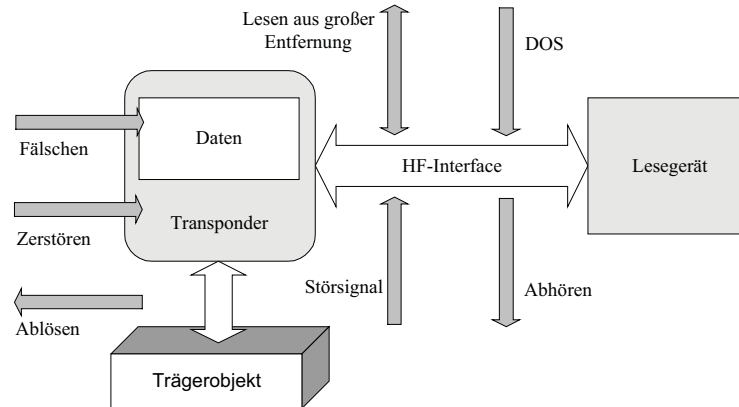 Lesen aus großer
Entfernung
DOS
Fälschen
Daten
HF-Interface
Lesegerät
Zerstören
Transponder
Störsignal
Abhören
Ablösen
Trägerobjekt